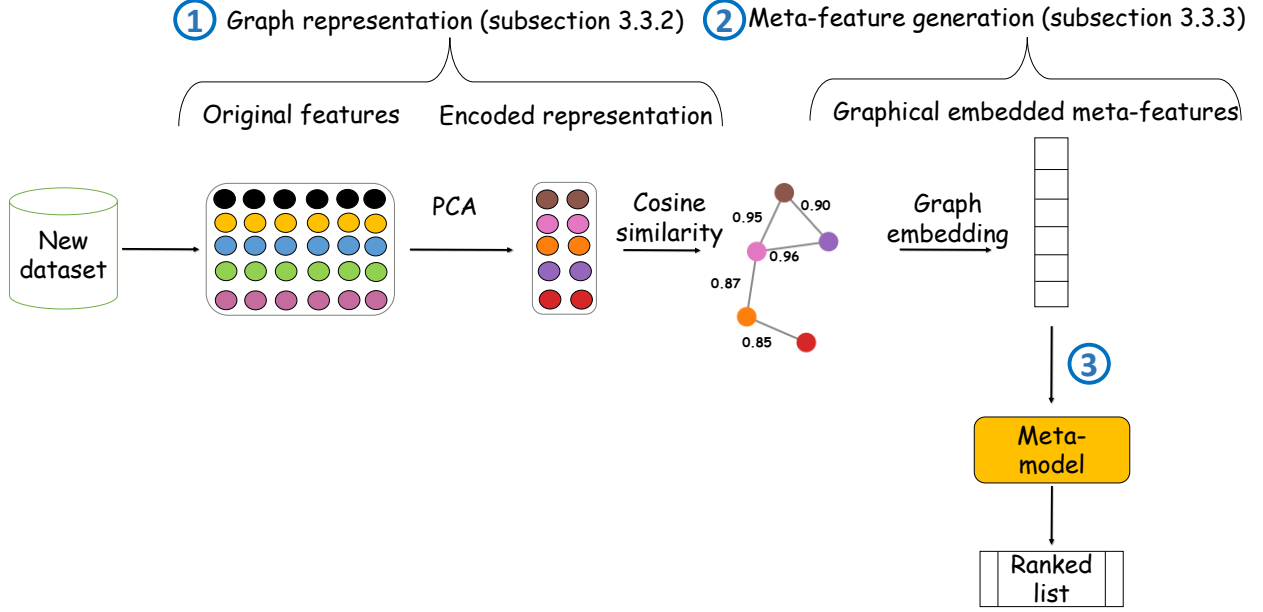 1 Graph representation (subsection 3.3.2)
2 Meta-feature generation (subsection 3.3.3)
Original features
Encoded representation
Graphical embedded meta-features
New
dataset
PCA
Cosine
similarity
0.95
0.90
0.96
0.87
0.85
Graph
embedding
3
Meta-
model
Ranked
list